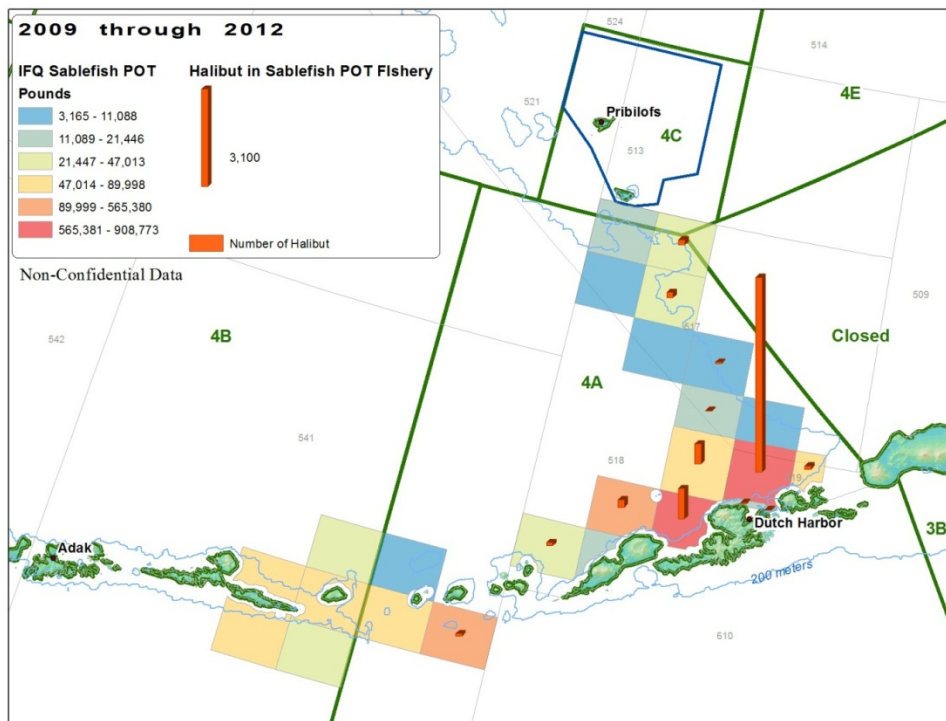 2009 through 2012
IFQ Sablefish POT
Pounds
3,165 - 11,088
11,089 - 21,446
21,447 - 47,013
47,014 - 89,998
89,999 - 565,380
565,381 - 908,773
Halibut in Sablefish POT FIshery
3,100
Number of Halibut
Non-Confidential Data
524
514
521
Pribilofs
4E
4C
513
509
517
Closed
542
4B
4A
541
518
519
Dutch Harbor
3B
Adak
200 meters
610